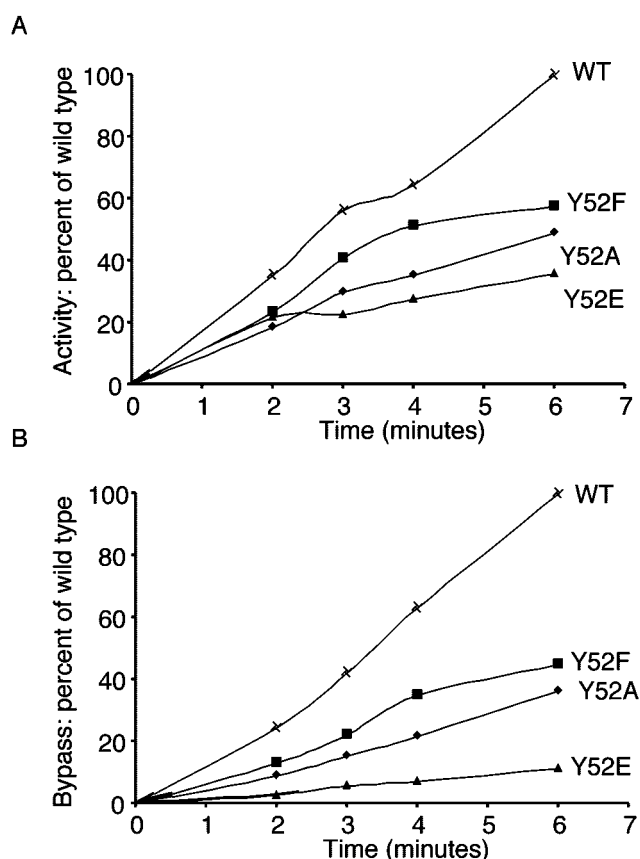 A
Activity: percent of wild type
100
80
60
40
20
0
WT
Y52F
Y52A
Y52E
0 1 2 3 4 5 6 7
Time (minutes)
B
Bypass: percent of wild type
100
80
60
40
20
0
WT
Y52F
Y52A
Y52E
0 1 2 3 4 5 6 7
Time (minutes)